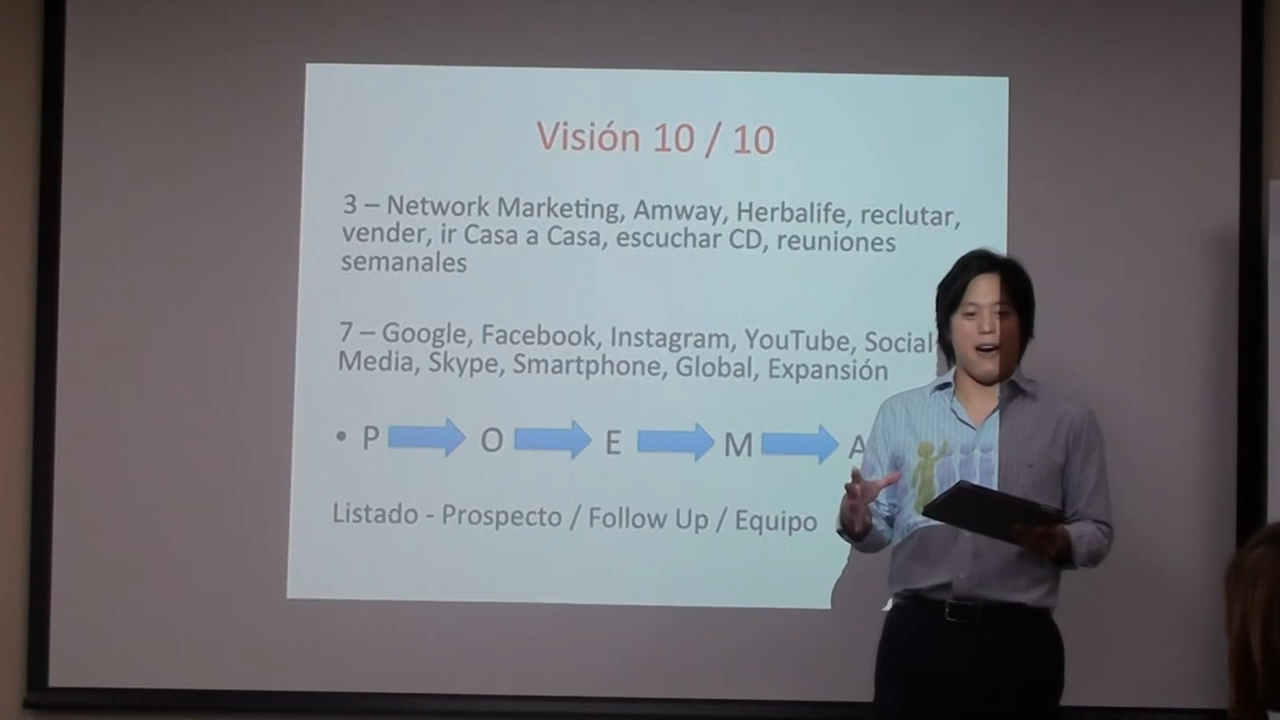 Visión 10 / 10
3 – Network Marketing, Amway, Herbalife, reclutar,
vender, ir Casa a Casa, escuchar CD, reuniones
semanales
7 – Google, Facebook, Instagram, YouTube, Social
Media, Skype, Smartphone, Global, Expansión
• P O E M A
Listado - Prospecto / Follow Up / Equipo